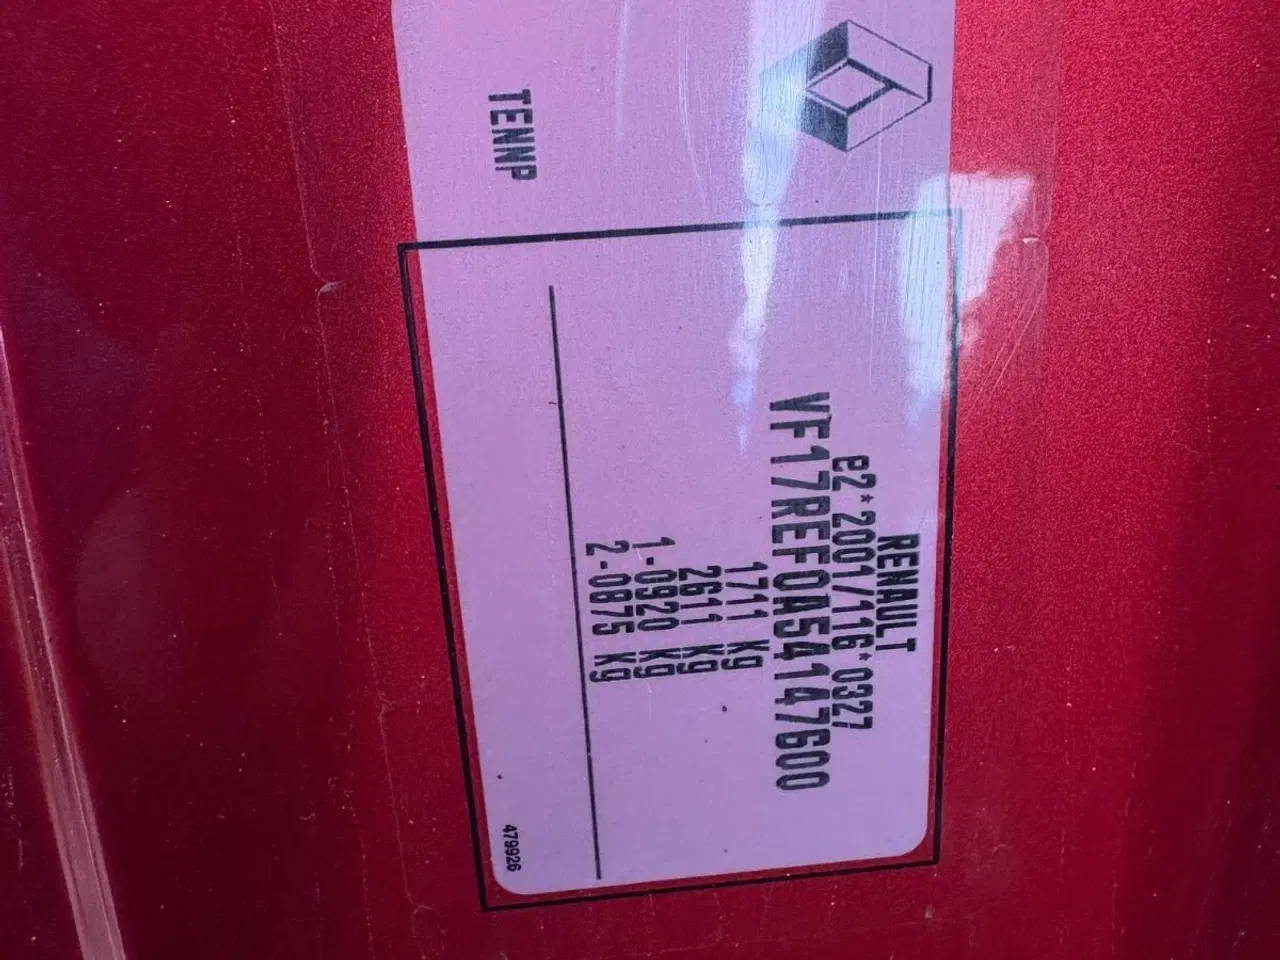 RENAULT
e2*2001/116*0327
VF17REF0A54147600
1711 kg
2611 kg
1-0920 kg
2-0875 kg
TENNP
479926